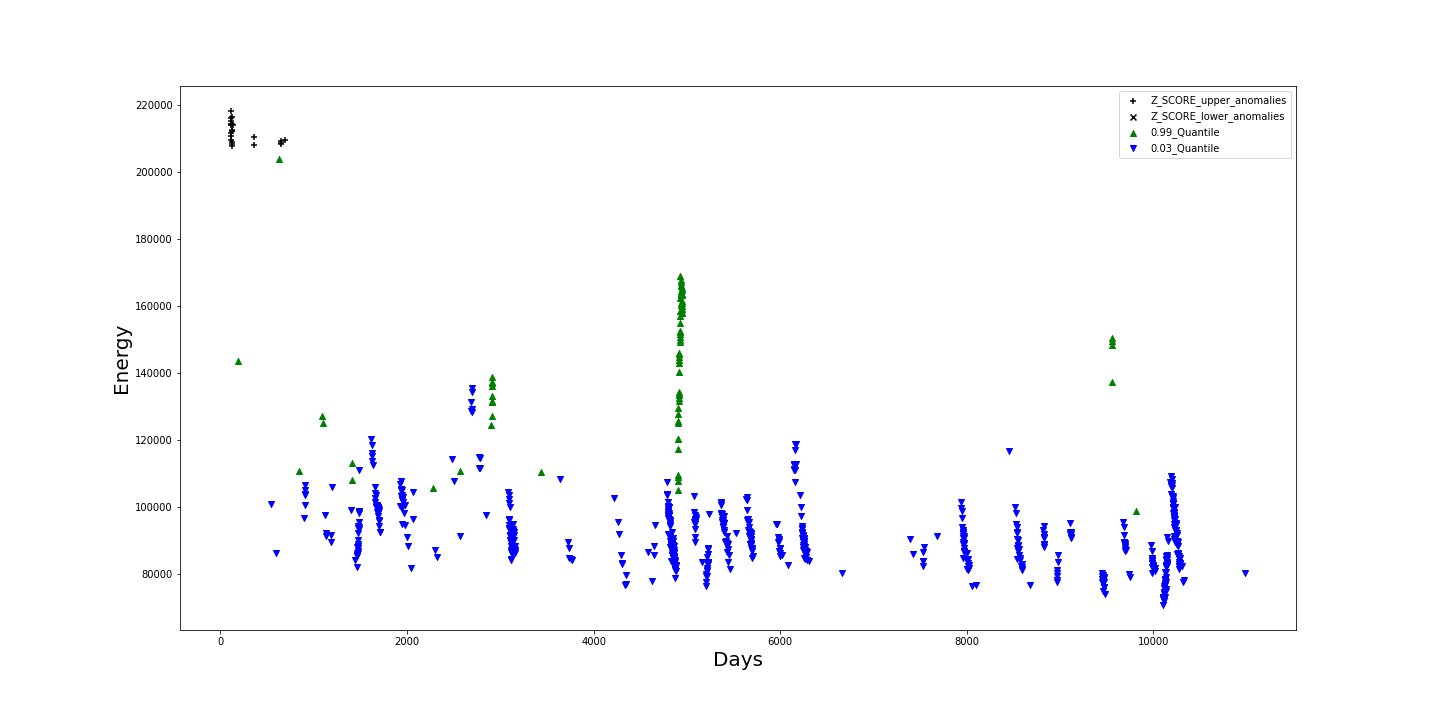 220000
200000
180000
160000
140000
120000
100000
80000
Energy
0 2000 4000 6000 8000 10000
Days
Z_SCORE_upper_anomalies
Z_SCORE_lower_anomalies
0.99_Quantile
0.03_Quantile